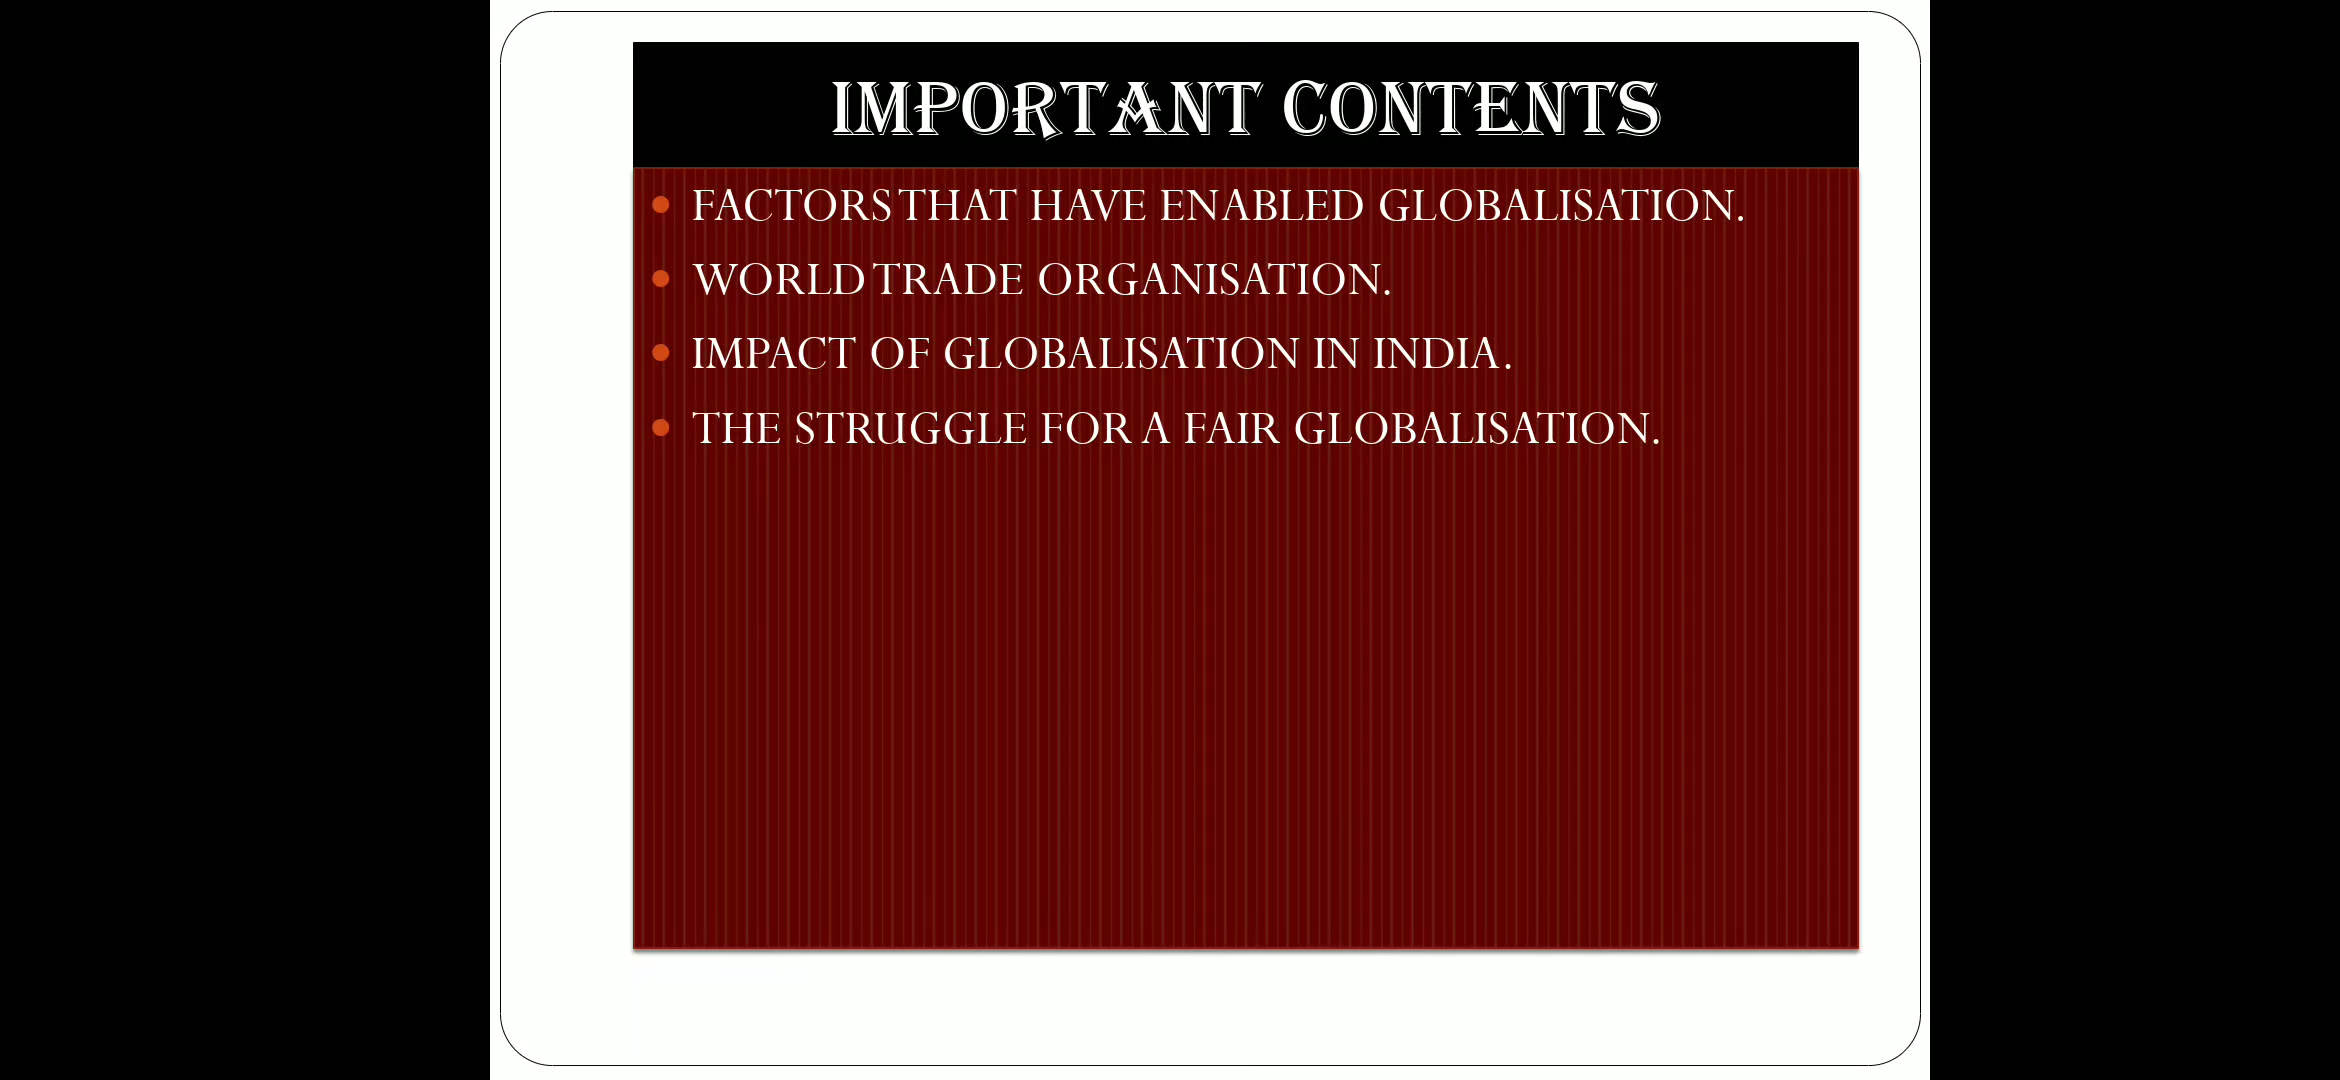 IMPORTANT CONTENTS
• FACTORS THAT HAVE ENABLED GLOBALISATION.
• WORLD TRADE ORGANISATION.
• IMPACT OF GLOBALISATION IN INDIA.
• THE STRUGGLE FOR A FAIR GLOBALISATION.